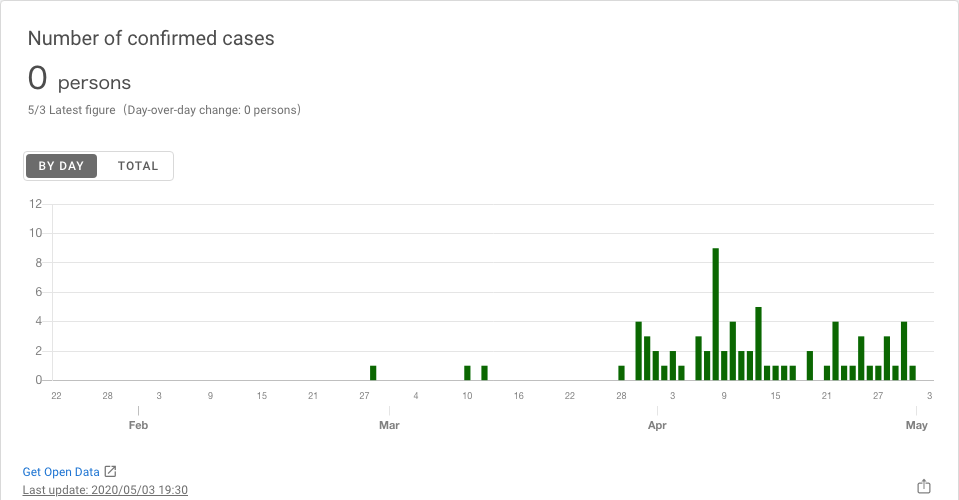 Number of confirmed cases
0 persons
5/3 Latest figure（Day-over-day change: 0 persons）
BY DAY TOTAL
12
10
8
6
4
2
0
22 28 3 9 15 21 27 4 10 16 22 28 3 9 15 21 27 3
Feb Mar Apr May
Get Open Data
Last update: 2020/05/03 19:30